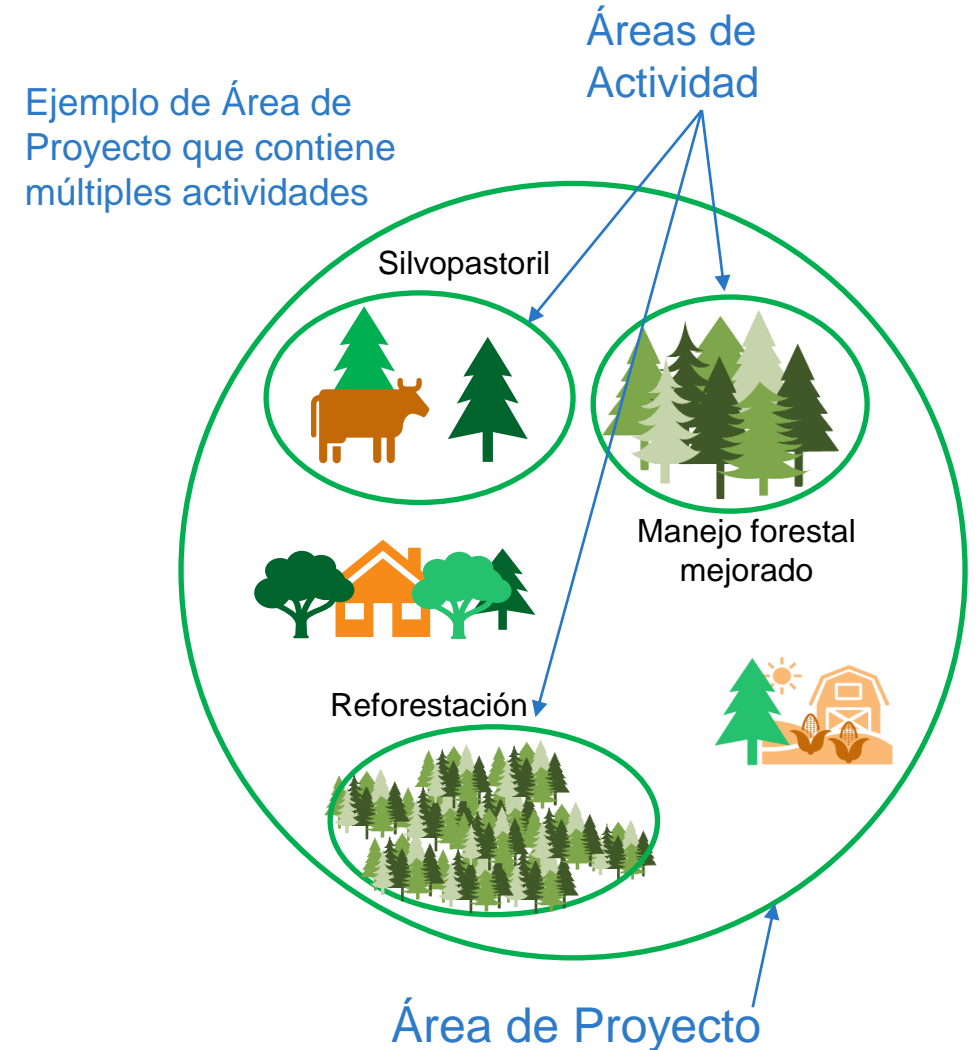 Áreas de
Actividad
Ejemplo de Área de
Proyecto que contiene
múltiples actividades
Silvopastoril
Manejo forestal
mejorado
Reforestación
Área de Proyecto